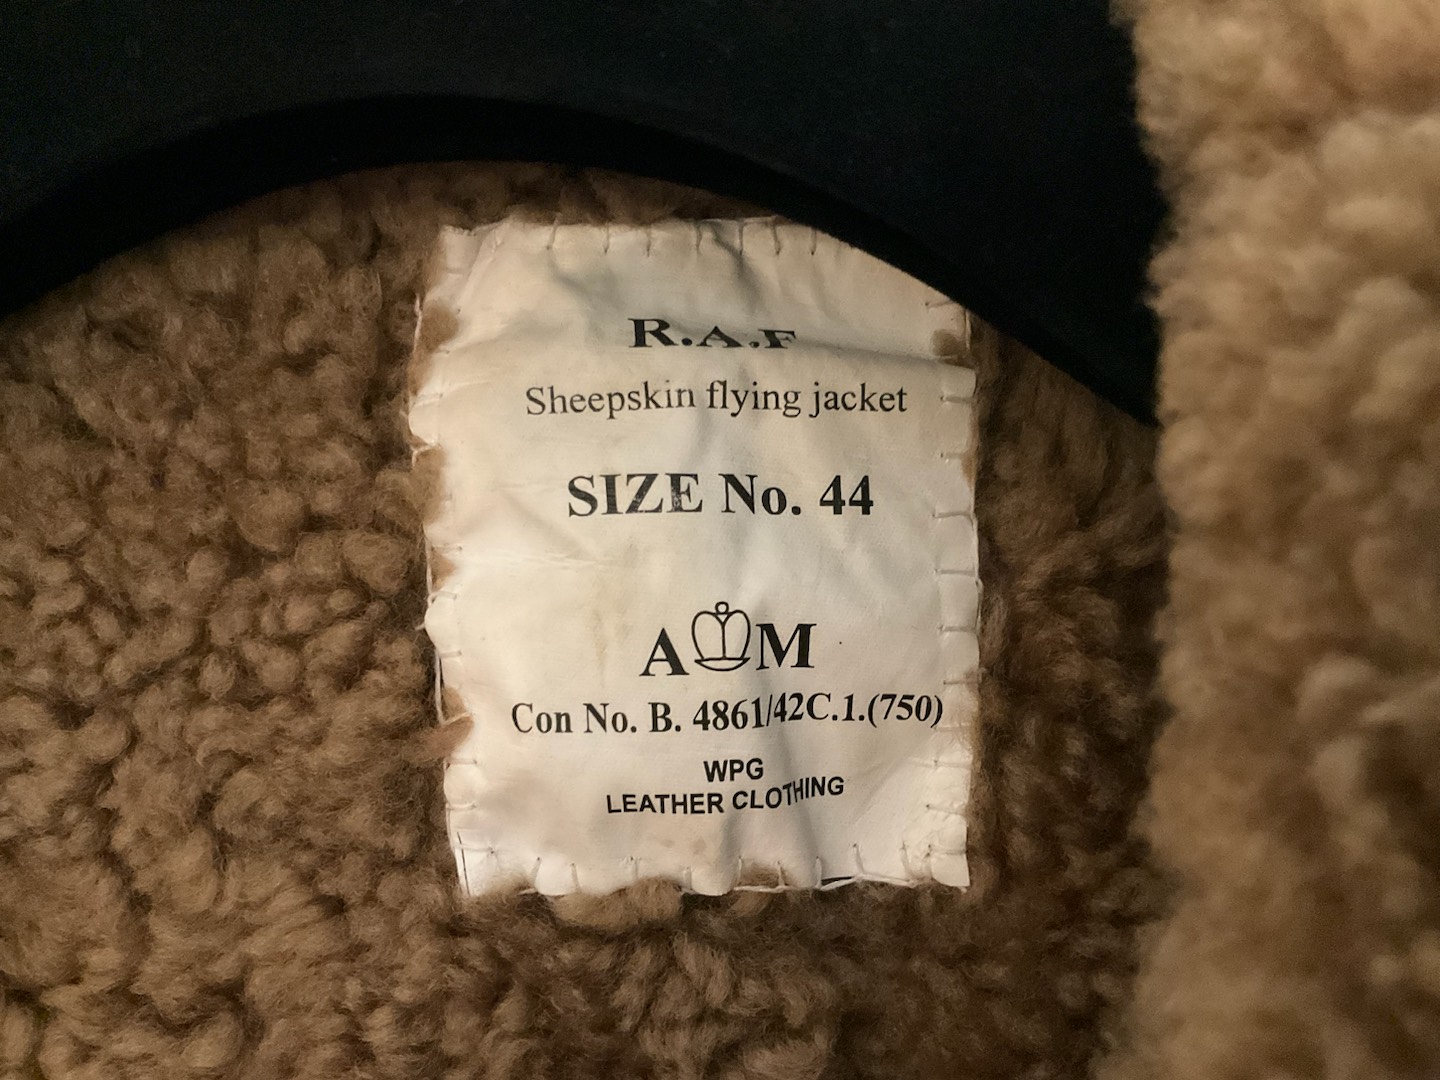 R.A.F
Sheepskin flying jacket
SIZE No. 44
A M
Con No. B. 4861/42C.1.(750)
WPG
LEATHER CLOTHING